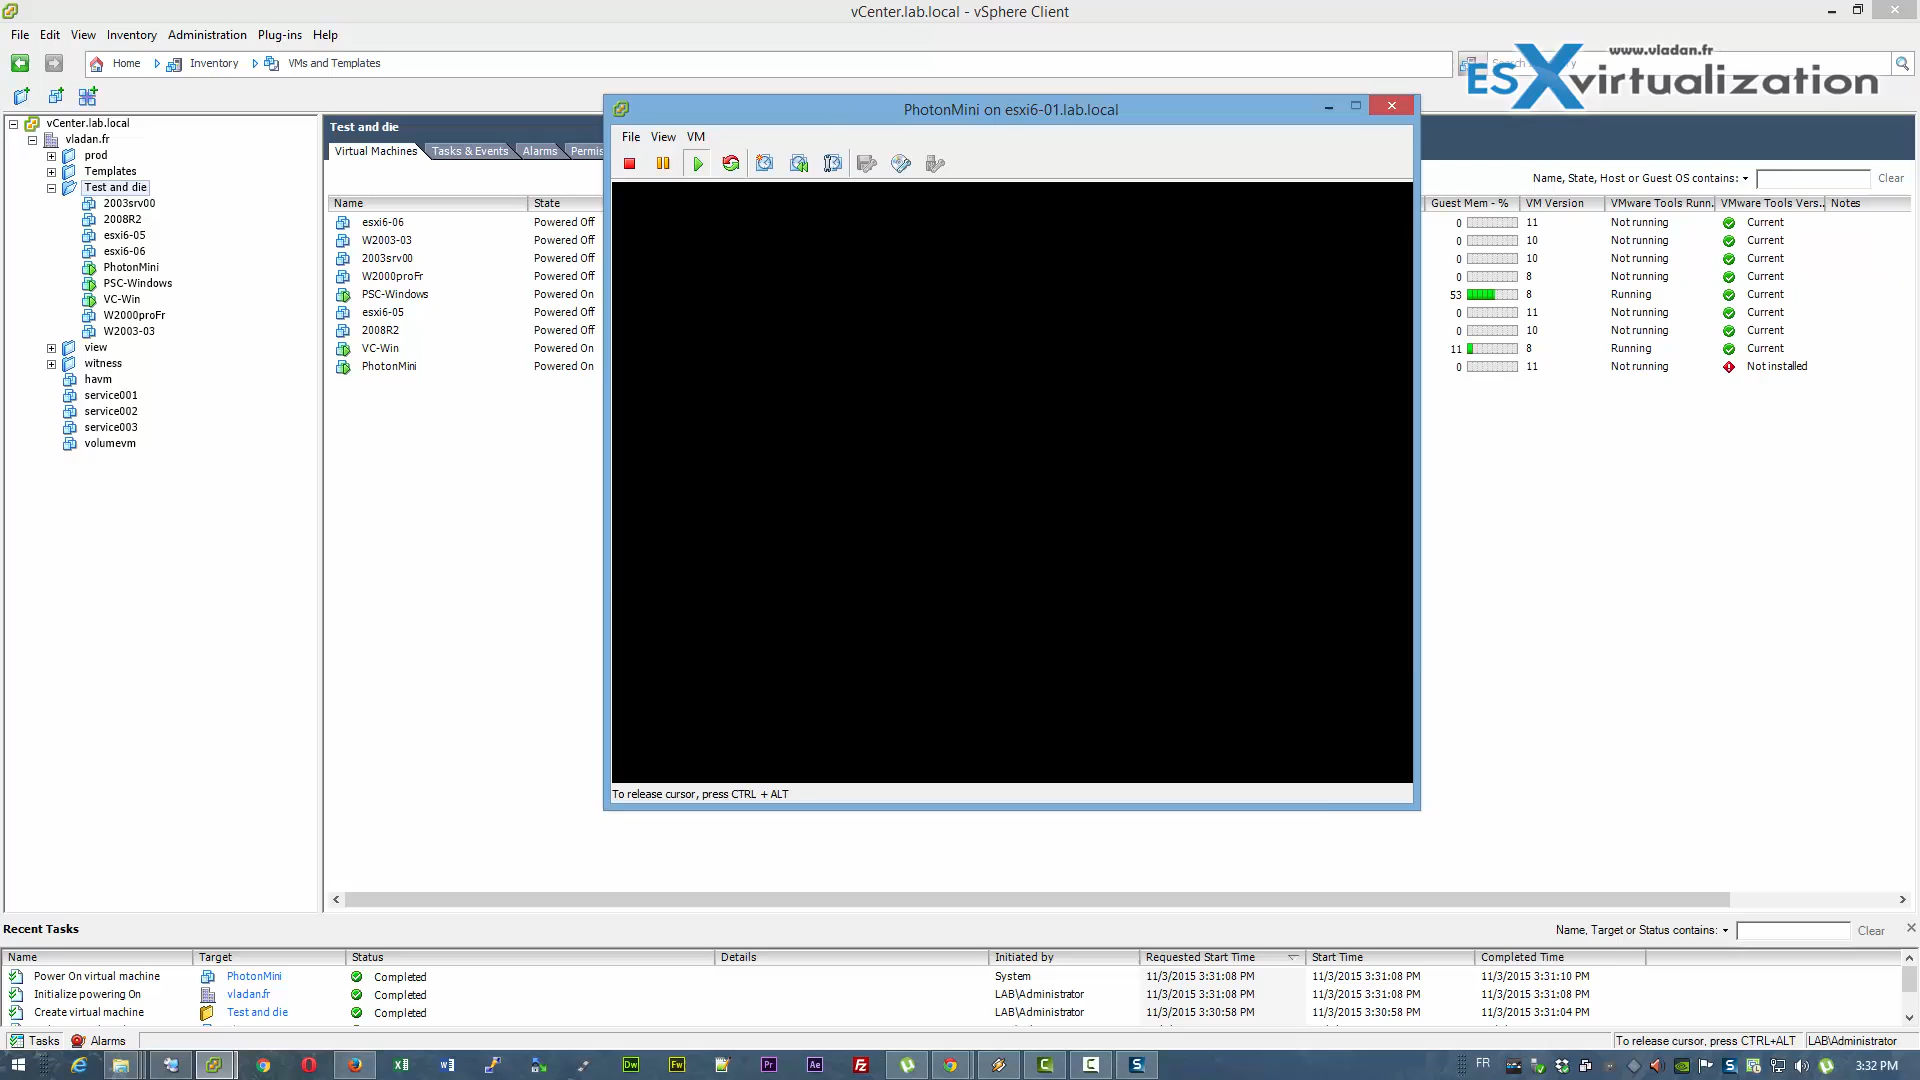 vCenter.lab.local - vSphere Client
File Edit View Inventory Administration Plug-ins Help
Home Inventory VMs and Templates
www.vladan.fr
ESXvirtualization
vCenter.lab.local
vladan.fr
prod
Templates
Test and die
2003srv00
2008R2
esxi6-05
esxi6-06
PhotonMini
PSC-Windows
VC-Win
W2000proFr
W2003-03
view
witness
havm
service001
service002
service003
volumevm
Test and die
Virtual Machines Tasks & Events Alarms Permis
Name, State, Host or Guest OS contains: Clear
Name State Guest Mem - % VM Version VMware Tools Runn.. VMware Tools Vers.. Notes
esxi6-06 Powered Off 0 11 Not running Current
W2003-03 Powered Off 0 10 Not running Current
2003srv00 Powered Off 0 10 Not running Current
W2000proFr Powered Off 0 8 Not running Current
PSC-Windows Powered On 53 8 Running Current
esxi6-05 Powered Off 0 11 Not running Current
2008R2 Powered Off 0 10 Not running Current
VC-Win Powered On 11 8 Running Current
PhotonMini Powered On 0 11 Not running Not installed
PhotonMini on esxi6-01.lab.local
File View VM
To release cursor, press CTRL + ALT
Recent Tasks
Name, Target or Status contains: Clear
Name Target Status Details Initiated by Requested Start Time Start Time Completed Time
Power On virtual machine PhotonMini Completed System 11/3/2015 3:31:08 PM 11/3/2015 3:31:08 PM 11/3/2015 3:31:10 PM
Initialize powering On vladan.fr Completed LAB\Administrator 11/3/2015 3:31:08 PM 11/3/2015 3:31:08 PM 11/3/2015 3:31:08 PM
Create virtual machine Test and die Completed LAB\Administrator 11/3/2015 3:30:58 PM 11/3/2015 3:30:58 PM 11/3/2015 3:31:04 PM
Tasks Alarms To release cursor, press CTRL+ALT LAB\Administrator
Dw Fw Pr Ae Fz FR 3:32 PM